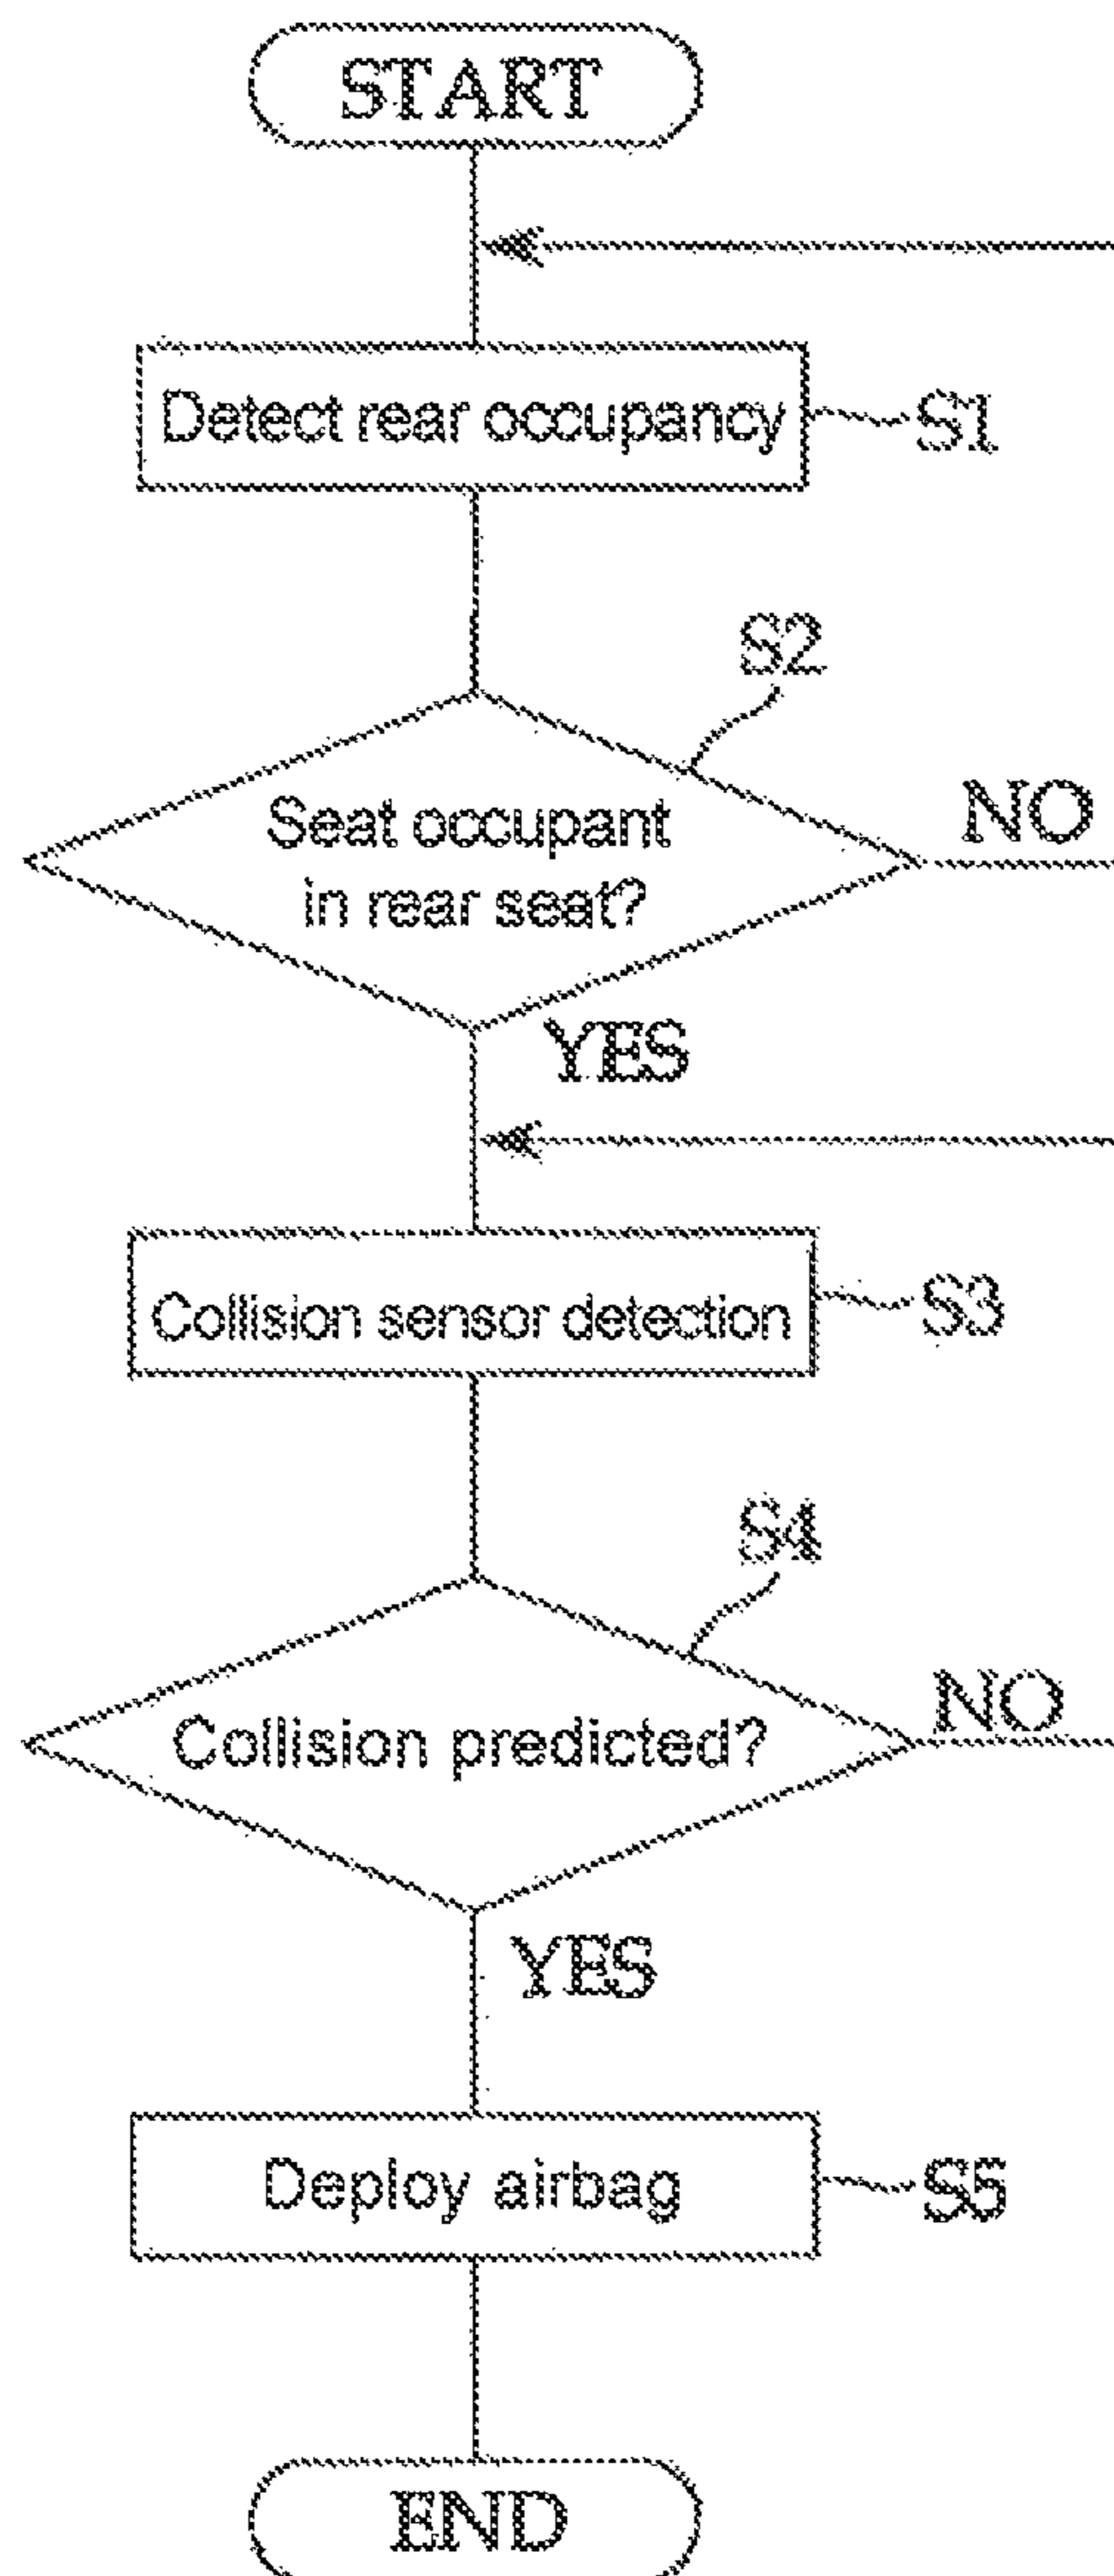 START
Detect rear occupancy
S1
S2
Seat occupant
in rear seat?
NO
YES
Collision sensor detection
S3
S4
Collision predicted?
NO
YES
Deploy airbag
S5
END